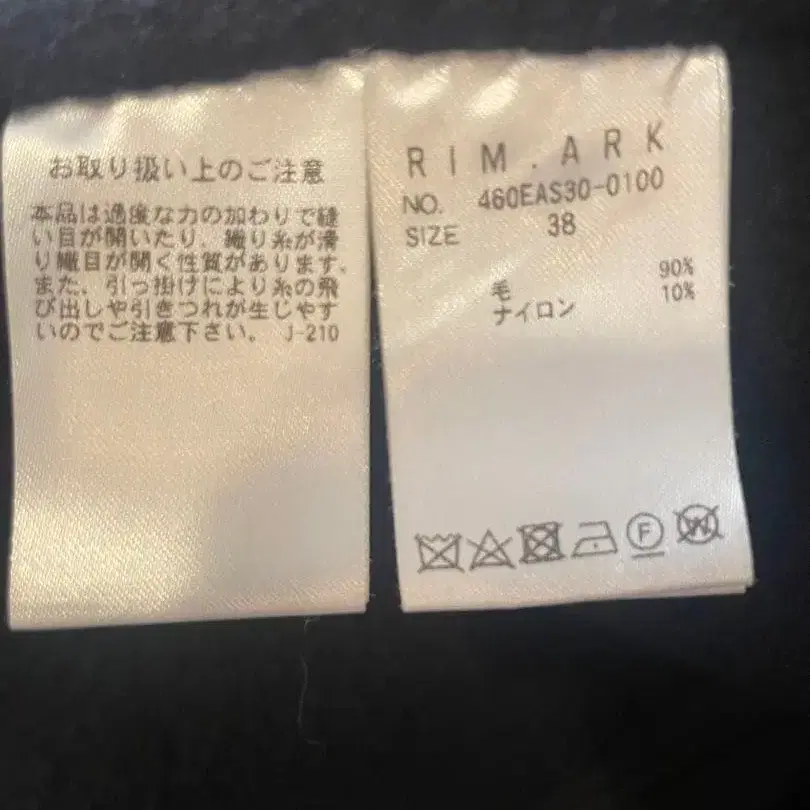 お取り扱い上のご注意
本品は過度な力の加わりで縫
い目が開いたり、織り糸が滑
り織目が開く性質があります。
また、引っ掛けにより糸の飛
び出しや引きつれが生じやす
いのでご注意下さい。 J-210
RIM.ARK
NO. 460EAS30-0100
SIZE 38
毛 90%
ナイロン 10%
F
W